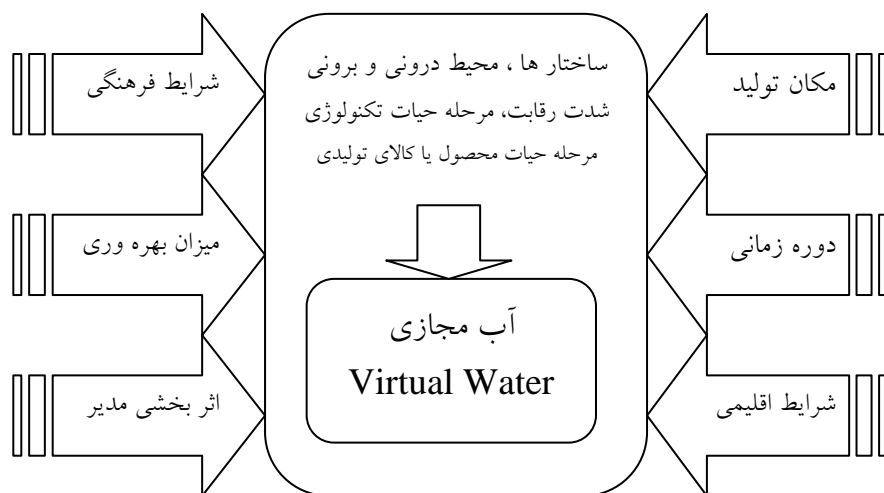 ساختار ها ، محیط درونی و برونی
شدت رقابت، مرحله حیات تکنولوژی
مرحله حیات محصول یا کالای تولیدی
مکان تولید
دوره زمانی
شرایط اقلیمی
شرایط فرهنگی
میزان بهره وری
اثر بخشی مدیر
آب مجازی
Virtual Water